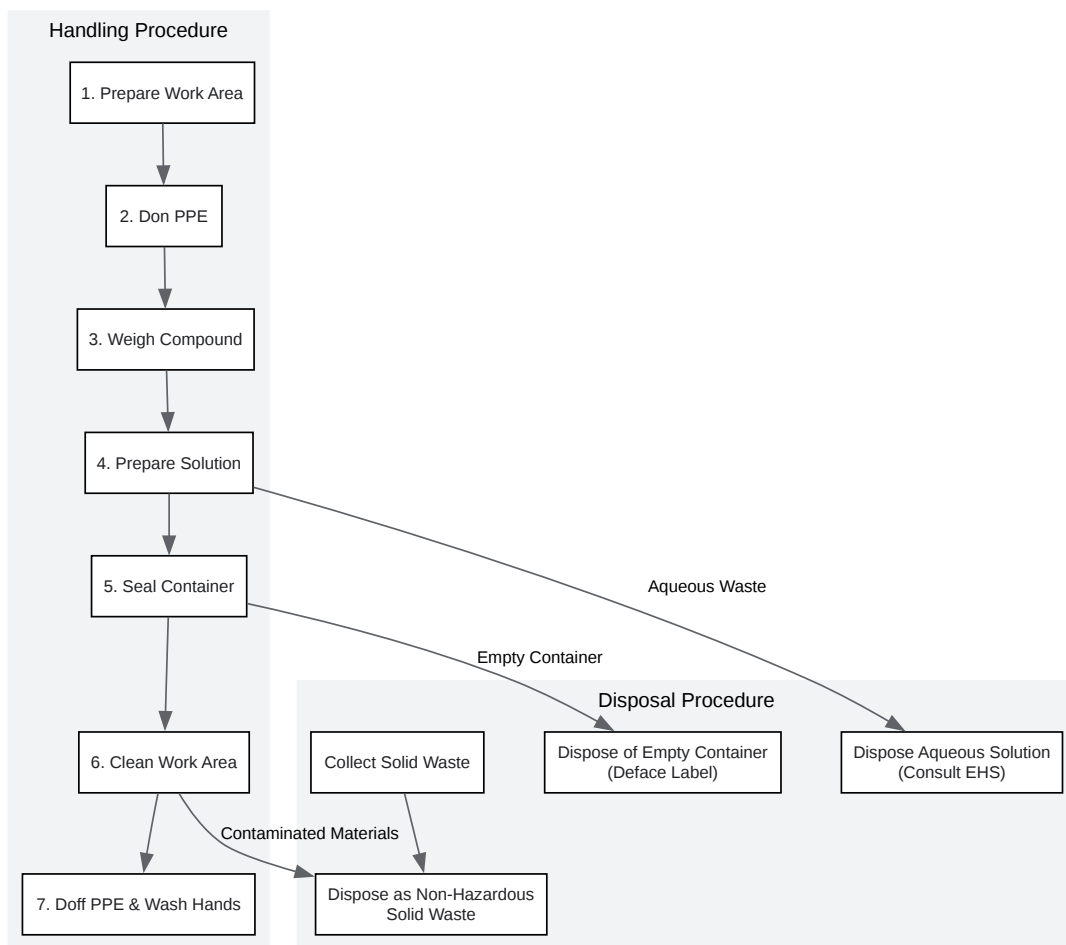 Handling Procedure
1. Prepare Work Area
2. Don PPE
3. Weigh Compound
4. Prepare Solution
5. Seal Container
Aqueous Waste
Empty Container
Disposal Procedure
6. Clean Work Area
Collect Solid Waste
Dispose of Empty Container
(Deface Label)
Dispose Aqueous Solution
(Consult EHS)
Contaminated Materials
7. Doff PPE & Wash Hands
Dispose as Non-Hazardous
Solid Waste